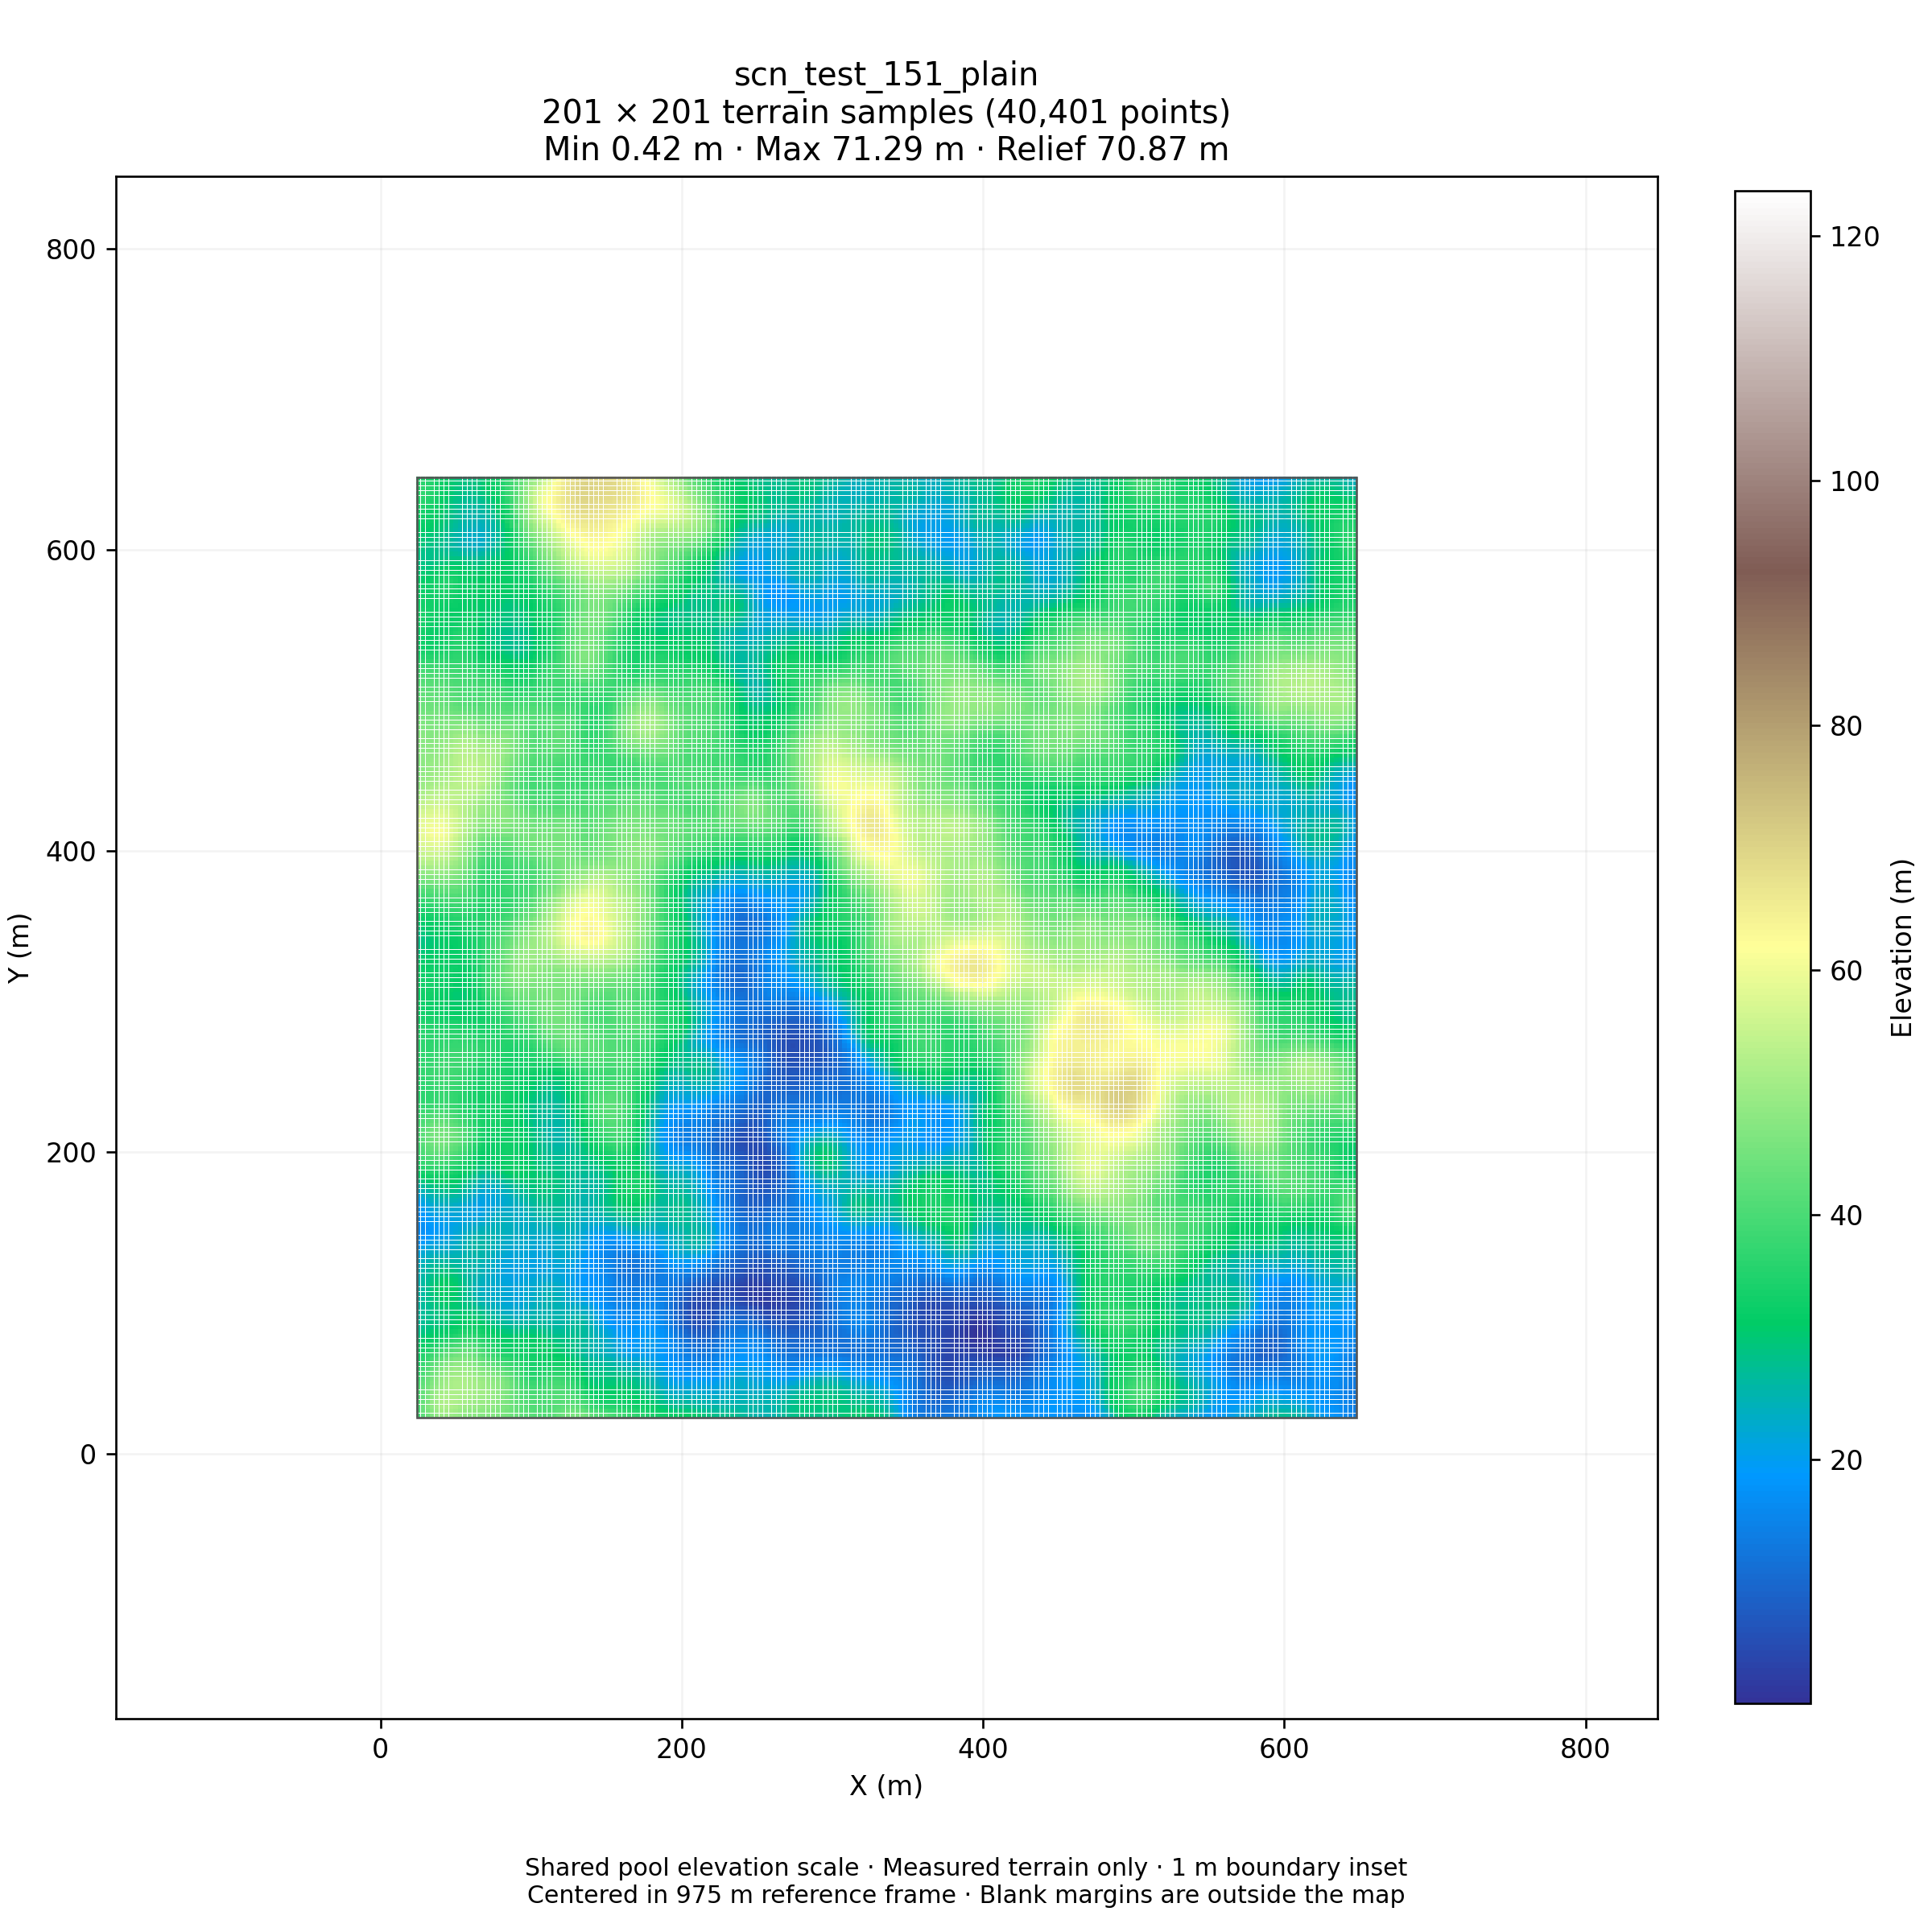 scn_test_151_plain
201 × 201 terrain samples (40,401 points)
Min 0.42 m · Max 71.29 m · Relief 70.87 m
800
600
400
200
0
Y (m)
0
200
400
600
800
X (m)
120
100
80
60
40
20
Elevation (m)
Shared pool elevation scale · Measured terrain only · 1 m boundary inset
Centered in 975 m reference frame · Blank margins are outside the map